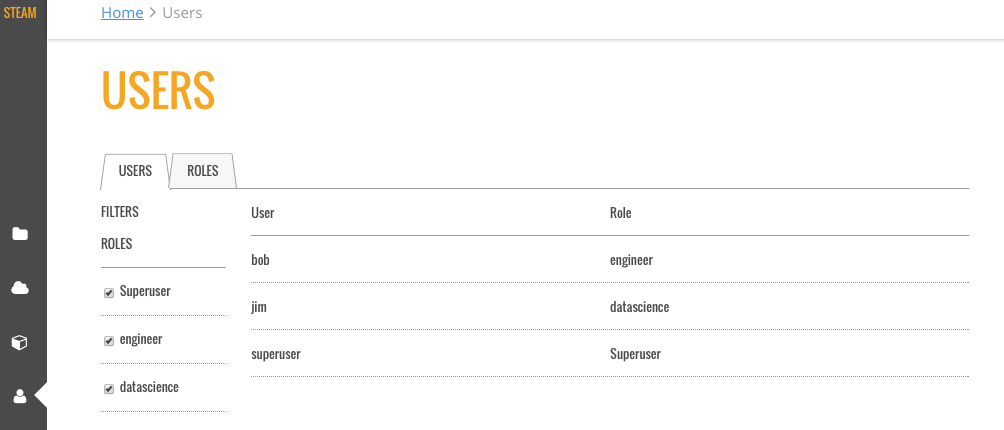 STEAM
Home > Users
USERS
USERS ROLES
FILTERS
ROLES
Superuser
engineer
datascience
User Role
bob engineer
jim datascience
superuser Superuser